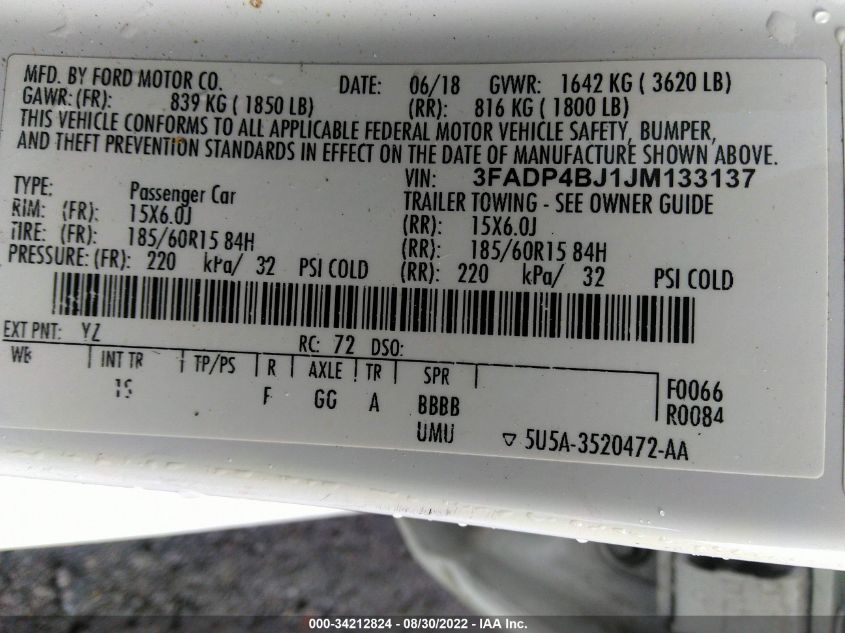 MFD. BY FORD MOTOR CO. DATE: 06/18 GVWR: 1642 KG ( 3620 LB)
GAWR: (FR): 839 KG ( 1850 LB) (RR): 816 KG ( 1800 LB)
THIS VEHICLE CONFORMS TO ALL APPLICABLE FEDERAL MOTOR VEHICLE SAFETY, BUMPER,
AND THEFT PREVENTION STANDARDS IN EFFECT ON THE DATE OF MANUFACTURE SHOWN ABOVE.
VIN: 3FADP4BJ1JM133137
TYPE: Passenger Car TRAILER TOWING - SEE OWNER GUIDE
RIM: (FR): 15X6.0J (RR): 15X6.0J
TIRE: (FR): 185/60R15 84H (RR): 185/60R15 84H
PRESSURE: (FR): 220 kPa/ 32 PSI COLD (RR): 220 kPa/ 32 PSI COLD
EXT PNT: YZ RC: 72 DSO:
WB INT TR TP/PS R AXLE TR SPR
1S F GG A BBBB F0066
UMU R0084
5U5A-3520472-AA
000-34212824 - 08/30/2022 - IAA Inc.